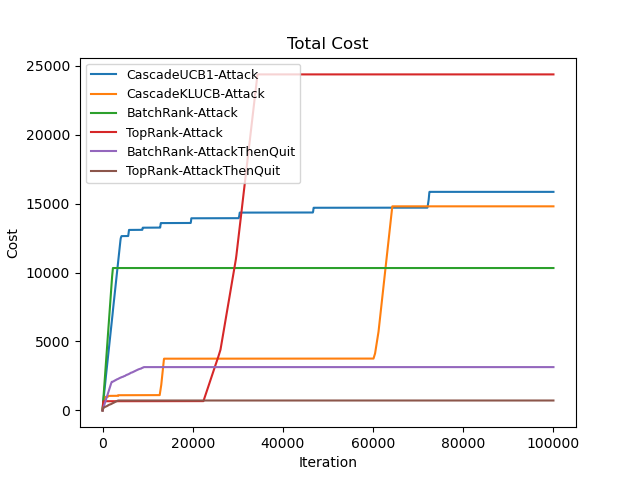 Total Cost
25000
20000
15000
10000
5000
0
Cost
CascadeUCB1-Attack
CascadeKLUCB-Attack
BatchRank-Attack
TopRank-Attack
BatchRank-AttackThenQuit
TopRank-AttackThenQuit
0 20000 40000 60000 80000 100000
Iteration